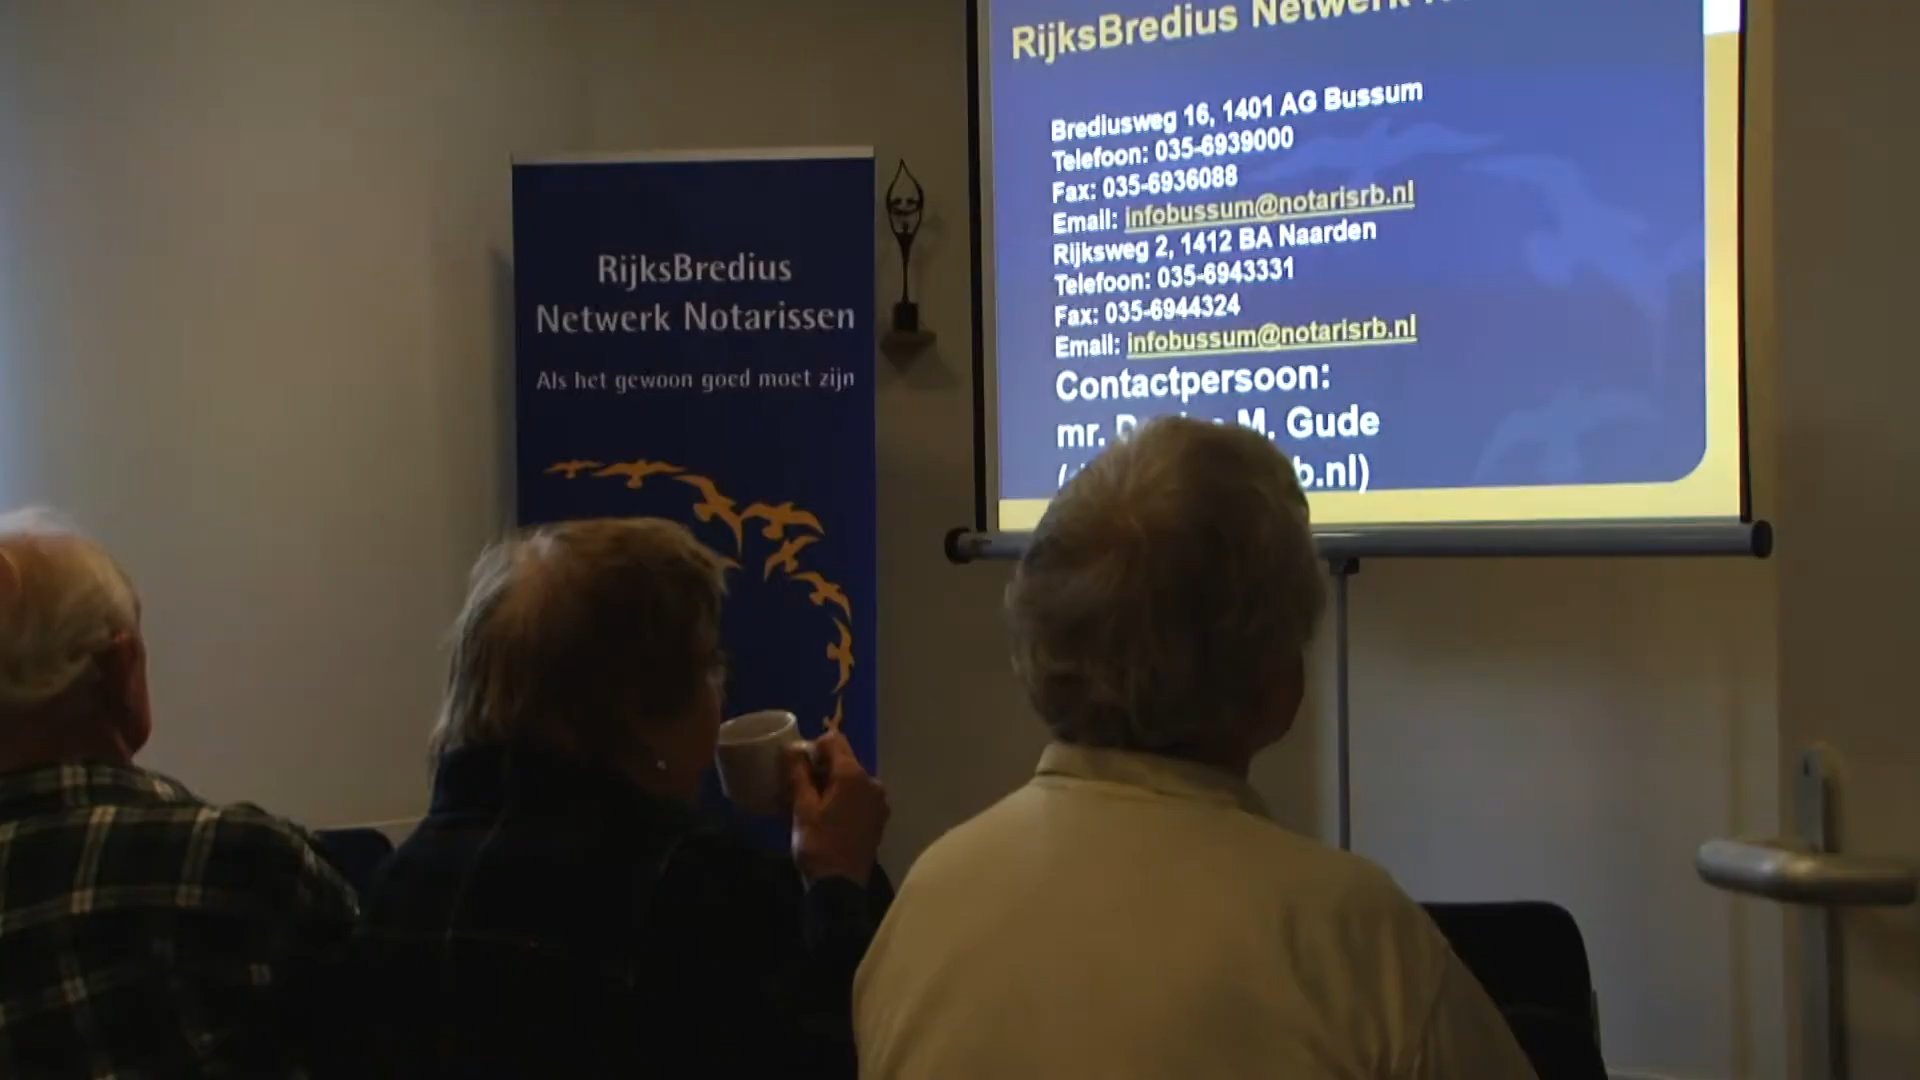 RijksBredius
Netwerk Notarissen
Als het gewoon goed moet zijn
RijksBredius Netwerk
Brediusweg 16, 1401 AG Bussum
Telefoon: 035-6939000
Fax: 035-6936088
Email: infobussum@notarisrb.nl
Rijksweg 2, 1412 BA Naarden
Telefoon: 035-6943331
Fax: 035-6944324
Email: infobussum@notarisrb.nl
Contactpersoon:
mr. M. Gude
b.nl)